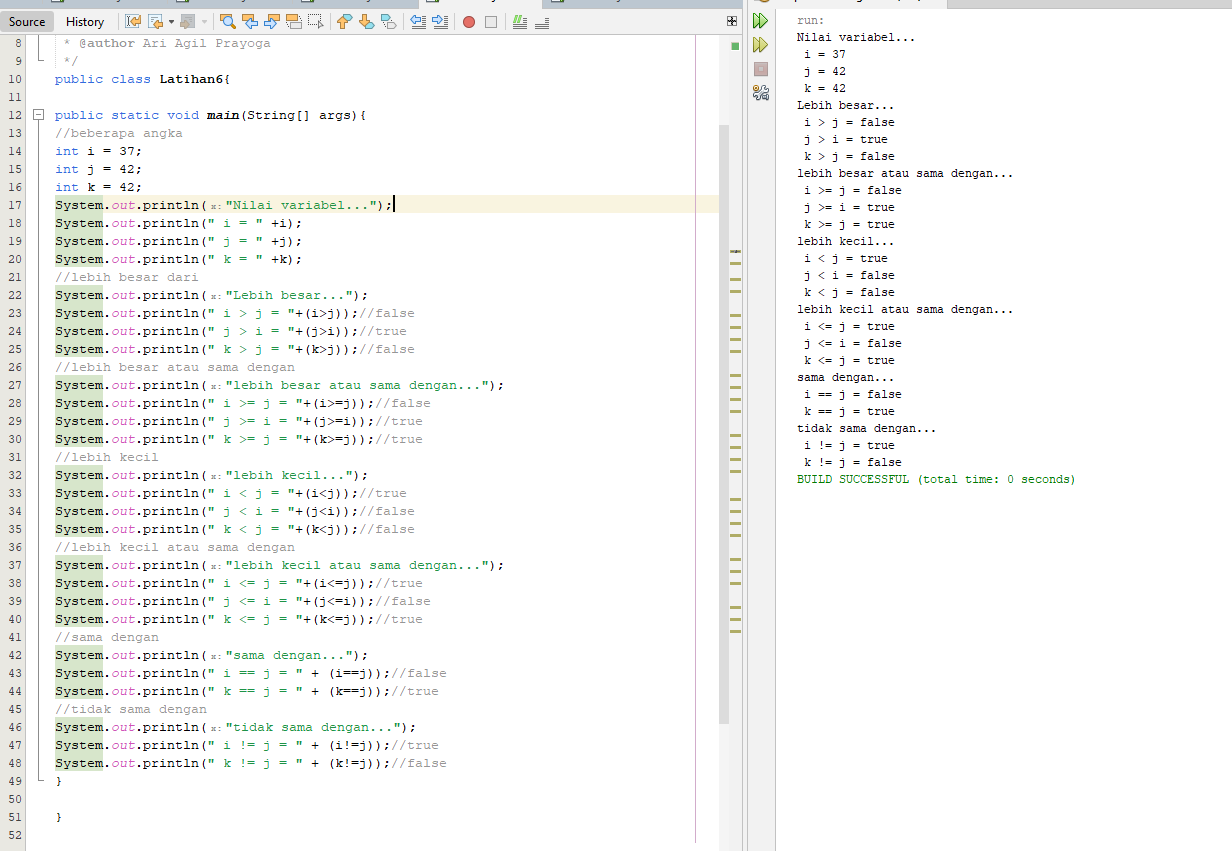 Source History
8 * @author Ari Agil Prayoga
9 */
10 public class Latihan6{
11
12 public static void main(String[] args){
13 //beberapa angka
14 int i = 37;
15 int j = 42;
16 int k = 42;
17 System.out.println( x: "Nilai variabel...");
18 System.out.println(" i = " +i);
19 System.out.println(" j = " +j);
20 System.out.println(" k = " +k);
21 //lebih besar dari
22 System.out.println( x: "Lebih besar...");
23 System.out.println(" i > j = "+(i>j));//false
24 System.out.println(" j > i = "+(j>i));//true
25 System.out.println(" k > j = "+(k>j));//false
26 //lebih besar atau sama dengan
27 System.out.println( x: "lebih besar atau sama dengan...");
28 System.out.println(" i >= j = "+(i>=j));//false
29 System.out.println(" j >= i = "+(j>=i));//true
30 System.out.println(" k >= j = "+(k>=j));//true
31 //lebih kecil
32 System.out.println( x: "lebih kecil...");
33 System.out.println(" i < j = "+(i<j));//true
34 System.out.println(" j < i = "+(j<i));//false
35 System.out.println(" k < j = "+(k<j));//false
36 //lebih kecil atau sama dengan
37 System.out.println( x: "lebih kecil atau sama dengan...");
38 System.out.println(" i <= j = "+(i<=j));//true
39 System.out.println(" j <= i = "+(j<=i));//false
40 System.out.println(" k <= j = "+(k<=j));//true
41 //sama dengan
42 System.out.println( x: "sama dengan...");
43 System.out.println(" i == j = " + (i==j));//false
44 System.out.println(" k == j = " + (k==j));//true
45 //tidak sama dengan
46 System.out.println( x: "tidak sama dengan...");
47 System.out.println(" i != j = " + (i!=j));//true
48 System.out.println(" k != j = " + (k!=j));//false
49 }
50
51 }
52
run:
Nilai variabel...
i = 37
j = 42
k = 42
Lebih besar...
i > j = false
j > i = true
k > j = false
lebih besar atau sama dengan...
i >= j = false
j >= i = true
k >= j = true
lebih kecil...
i < j = true
j < i = false
k < j = false
lebih kecil atau sama dengan...
i <= j = true
j <= i = false
k <= j = true
sama dengan...
i == j = false
k == j = true
tidak sama dengan...
i != j = true
k != j = false
BUILD SUCCESSFUL (total time: 0 seconds)